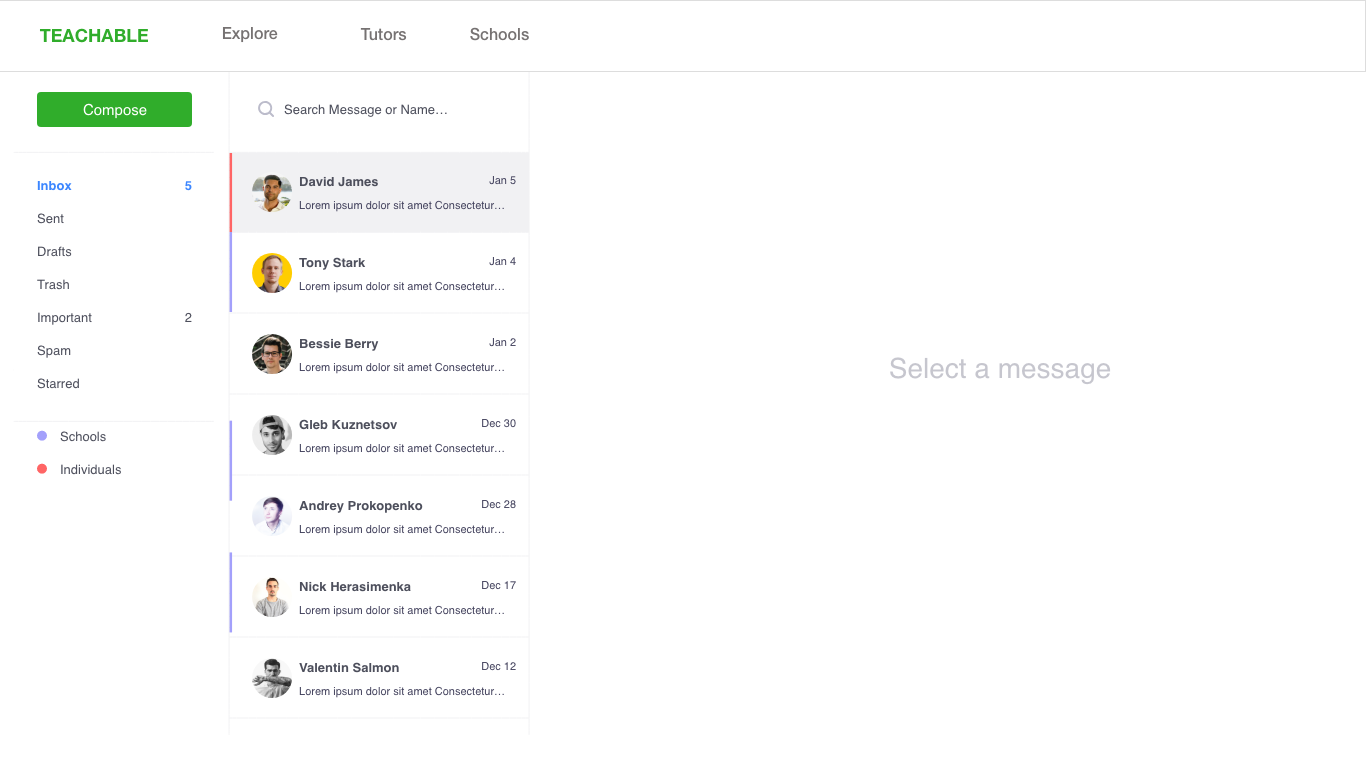 TEACHABLE
Explore
Tutors
Schools
Compose
Search Message or Name…
Inbox 5
Sent
Drafts
Trash
Important 2
Spam
Starred
Schools
Individuals
David James Jan 5
Lorem ipsum dolor sit amet Consectetur…
Tony Stark Jan 4
Lorem ipsum dolor sit amet Consectetur…
Bessie Berry Jan 2
Lorem ipsum dolor sit amet Consectetur…
Gleb Kuznetsov Dec 30
Lorem ipsum dolor sit amet Consectetur…
Andrey Prokopenko Dec 28
Lorem ipsum dolor sit amet Consectetur…
Nick Herasimenka Dec 17
Lorem ipsum dolor sit amet Consectetur…
Valentin Salmon Dec 12
Lorem ipsum dolor sit amet Consectetur…
Select a message